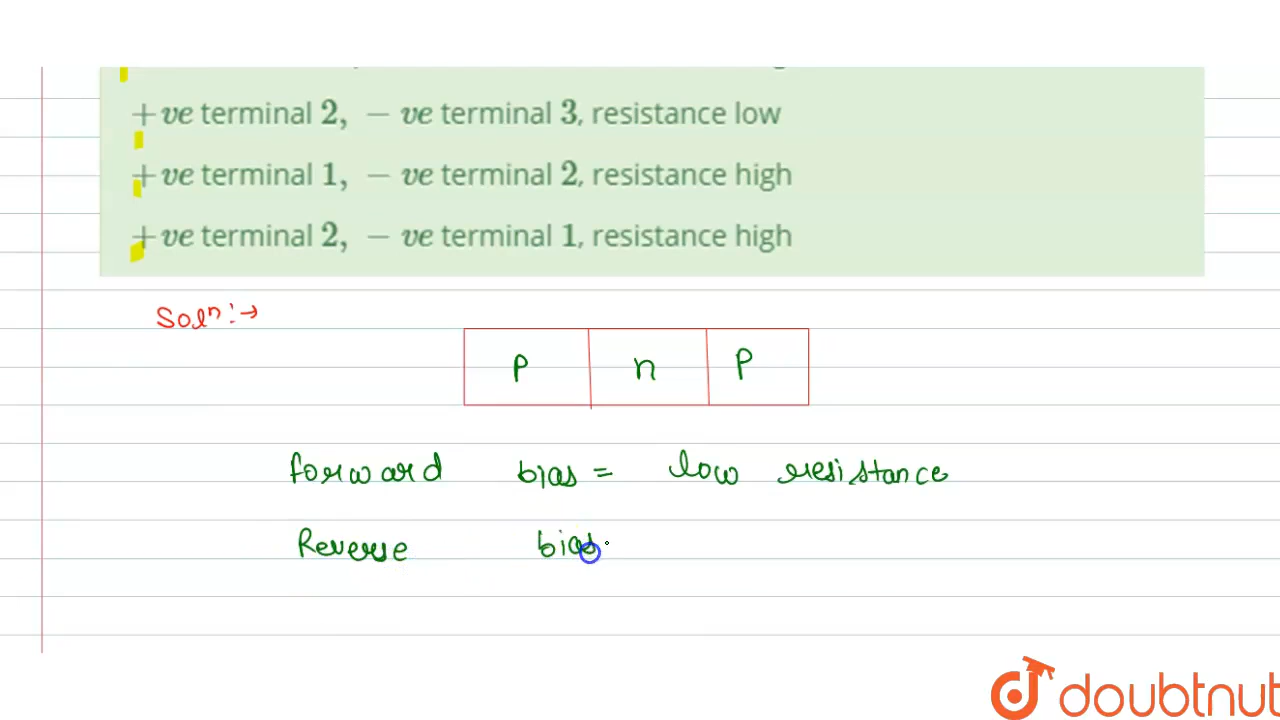 +ve terminal 2, −ve terminal 3, resistance low
+ve terminal 1, −ve terminal 2, resistance high
+ve terminal 2, −ve terminal 1, resistance high
Solⁿ:→
P n P
forward bias = low resistance
Reverse bias
doubtnut